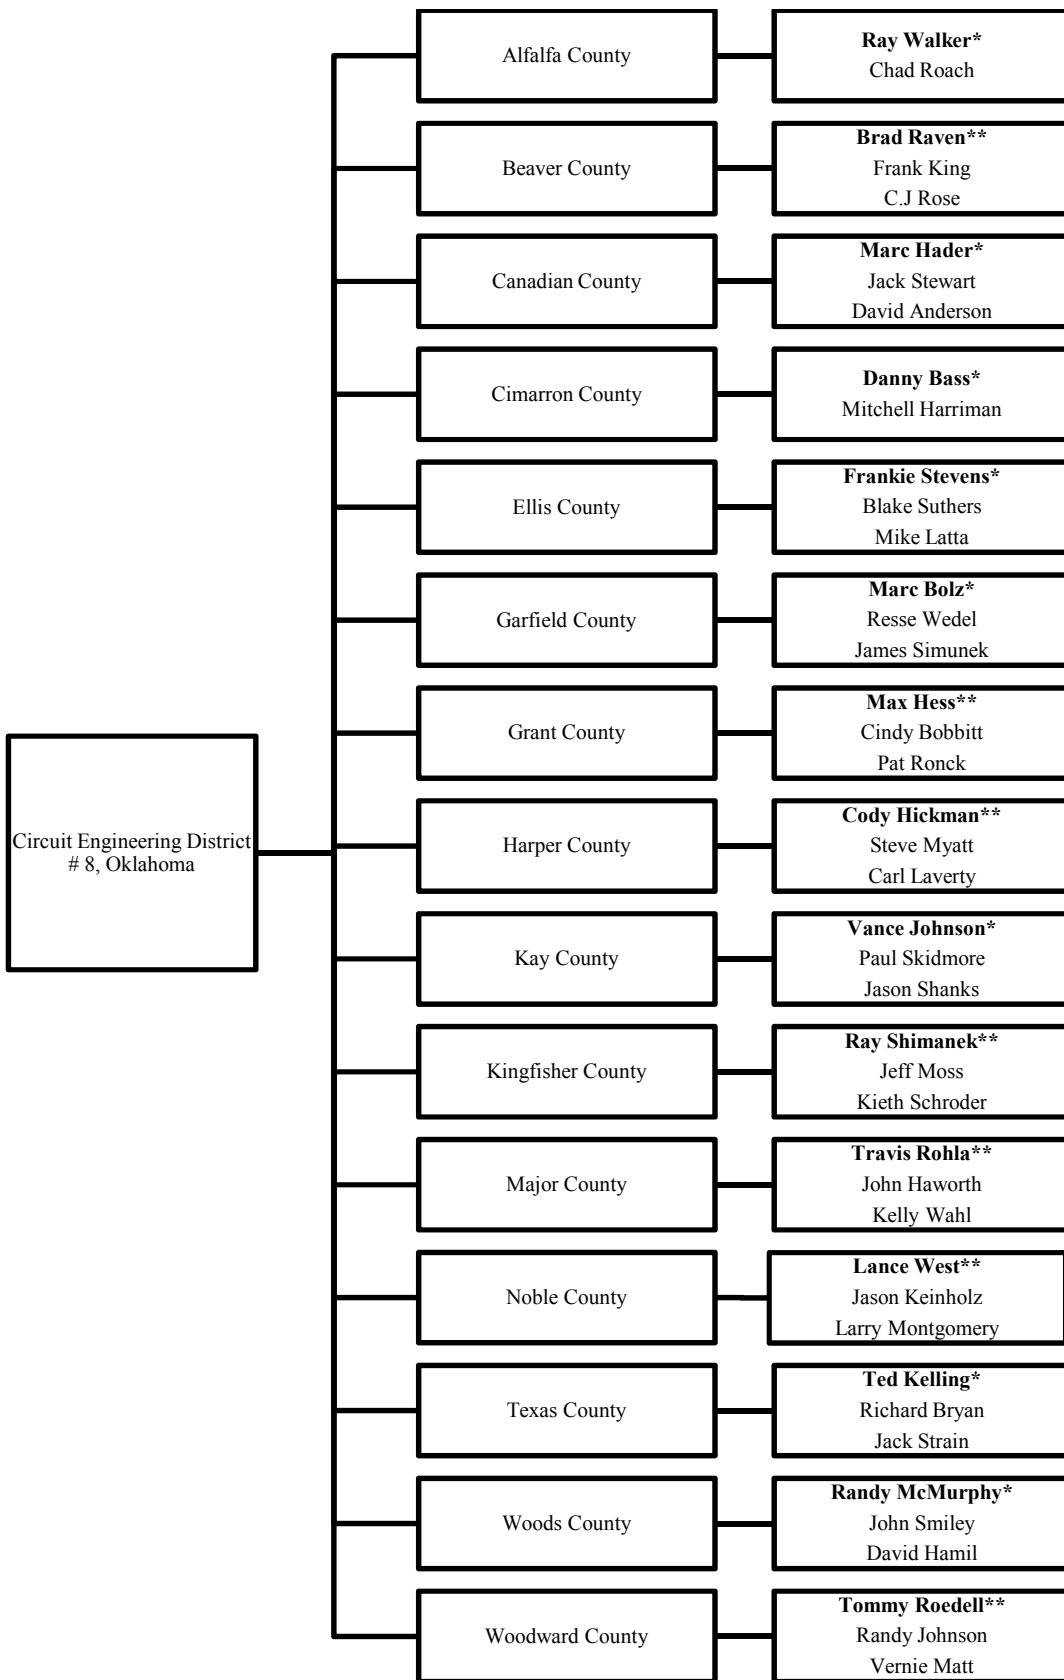 Circuit Engineering District
# 8, Oklahoma
Alfalfa County
Ray Walker*
Chad Roach
Beaver County
Brad Raven**
Frank King
C.J Rose
Canadian County
Marc Hader*
Jack Stewart
David Anderson
Cimarron County
Danny Bass*
Mitchell Harriman
Ellis County
Frankie Stevens*
Blake Suthers
Mike Latta
Garfield County
Marc Bolz*
Resse Wedel
James Simunek
Grant County
Max Hess**
Cindy Bobbitt
Pat Ronck
Harper County
Cody Hickman**
Steve Myatt
Carl Laverty
Kay County
Vance Johnson*
Paul Skidmore
Jason Shanks
Kingfisher County
Ray Shimanek**
Jeff Moss
Kieth Schroder
Major County
Travis Rohla**
John Haworth
Kelly Wahl
Noble County
Lance West**
Jason Keinholz
Larry Montgomery
Texas County
Ted Kelling*
Richard Bryan
Jack Strain
Woods County
Randy McMurphy*
John Smiley
David Hamil
Woodward County
Tommy Roedell**
Randy Johnson
Vernie Matt